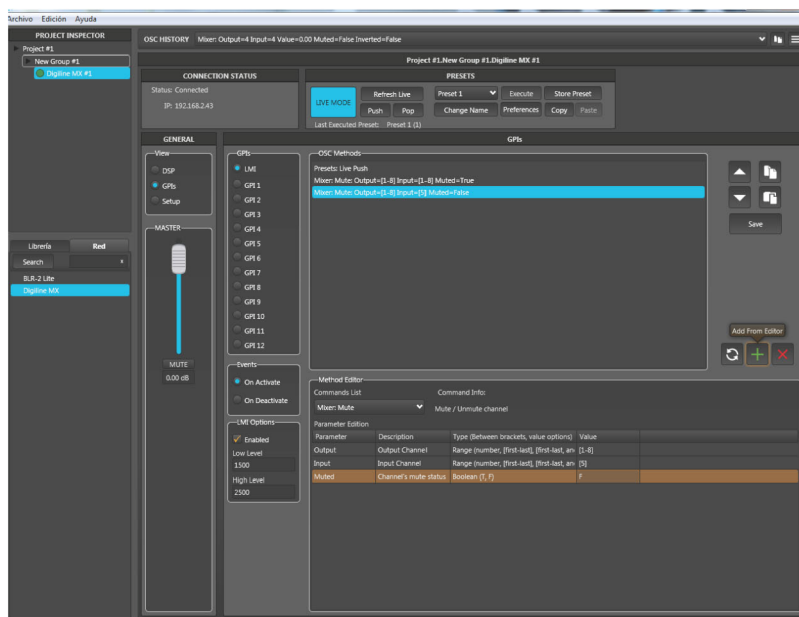 Archivo Edición Ayuda
PROJECT INSPECTOR
Project #1
New Group #1
Digiline MX #1
Librería Red
Search x
BLR-2 Lite
Digiline MX
OSC HISTORY Mixer: Output=4 Input=4 Value=0.00 Muted=False Inverted=False
Project #1.New Group #1.Digiline MX #1
CONNECTION STATUS
Status: Connected
IP: 192.168.2.43
PRESETS
LIVE MODE
Refresh Live Preset 1 Execute Store Preset
Push Pop Change Name Preferences Copy Paste
Last Executed Preset: Preset 1 (1)
GENERAL
View
DSP
GPIs
Setup
MASTER
MUTE
0.00 dB
GPIs
GPIs
LMI
GPI 1
GPI 2
GPI 3
GPI 4
GPI 5
GPI 6
GPI 7
GPI 8
GPI 9
GPI 10
GPI 11
GPI 12
Events
On Activate
On Deactivate
LMI Options
Enabled
Low Level
1500
High Level
2500
OSC Methods
Presets: Live Push
Mixer: Mute: Output=[1-8] Input=[1-8] Muted=True
Mixer: Mute: Output=[1-8] Input=[5] Muted=False
Save
Add From Editor
Method Editor
Commands List Command Info:
Mixer: Mute Mute / Unmute channel
Parameter Edition
Parameter Description Type (Between brackets, value options) Value
Output Output Channel Range (number, [first-last], [first-last, an [1-8]
Input Input Channel Range (number, [first-last], [first-last, an [5]
Muted Channel's mute status Boolean {T, F} F